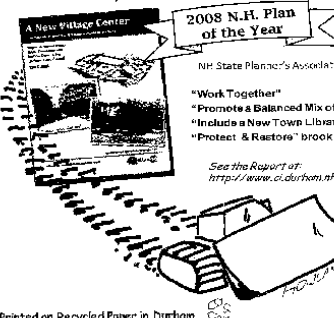 A New Village Center
2008 N.H. Plan
of the Year
NH State Planner's Associat
"Work Together"
"Promote a Balanced Mix of
"Include a New Town Librar
"Protect & Restore" brook
See the Report at:
http://www.ci.durham.nh
Printed on Recycled Paper in Durham